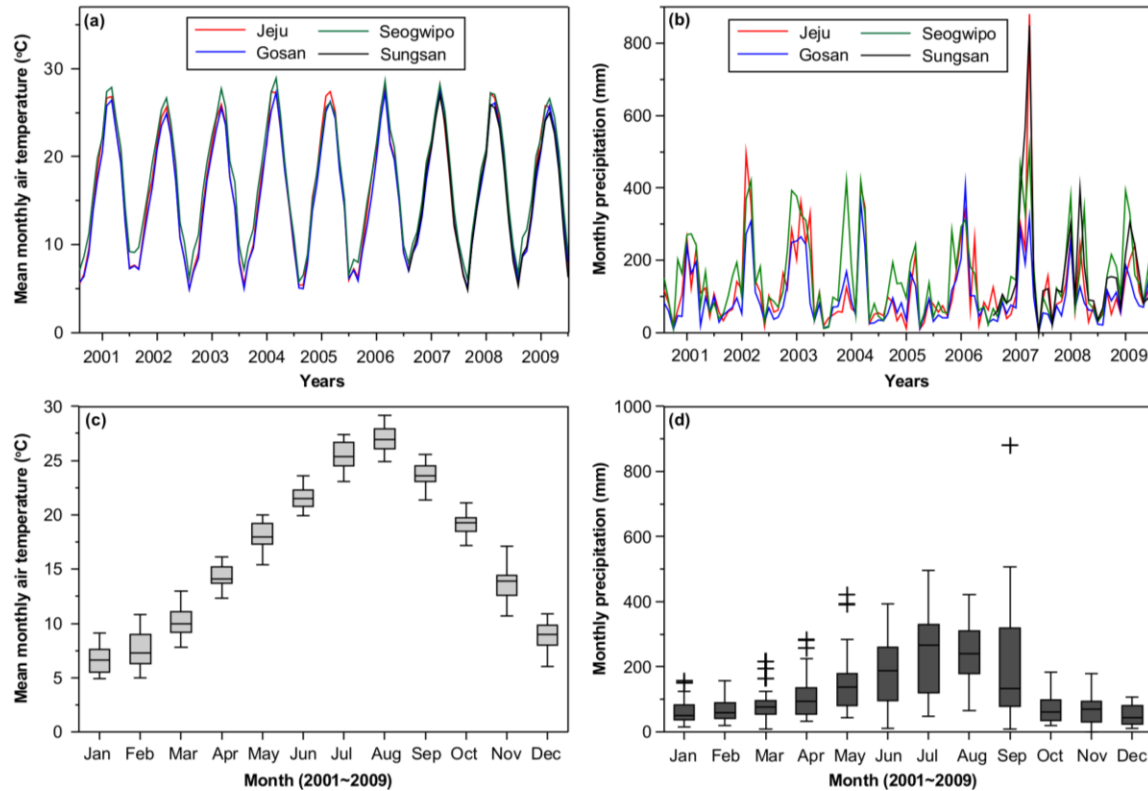 (a)
Jeju
Seogwipo
Gosan
Sungsan
Mean monthly air temperature (°C)
30
20
10
0
2001 2002 2003 2004 2005 2006 2007 2008 2009
Years
(b)
Jeju
Seogwipo
Gosan
Sungsan
Monthly precipitation (mm)
800
600
400
200
0
2001 2002 2003 2004 2005 2006 2007 2008 2009
Years
(c)
Mean monthly air temperature (°C)
30
25
20
15
10
5
0
Jan Feb Mar Apr May Jun Jul Aug Sep Oct Nov Dec
Month (2001~2009)
(d)
Monthly precipitation (mm)
1000
800
600
400
200
0
Jan Feb Mar Apr May Jun Jul Aug Sep Oct Nov Dec
Month (2001~2009)